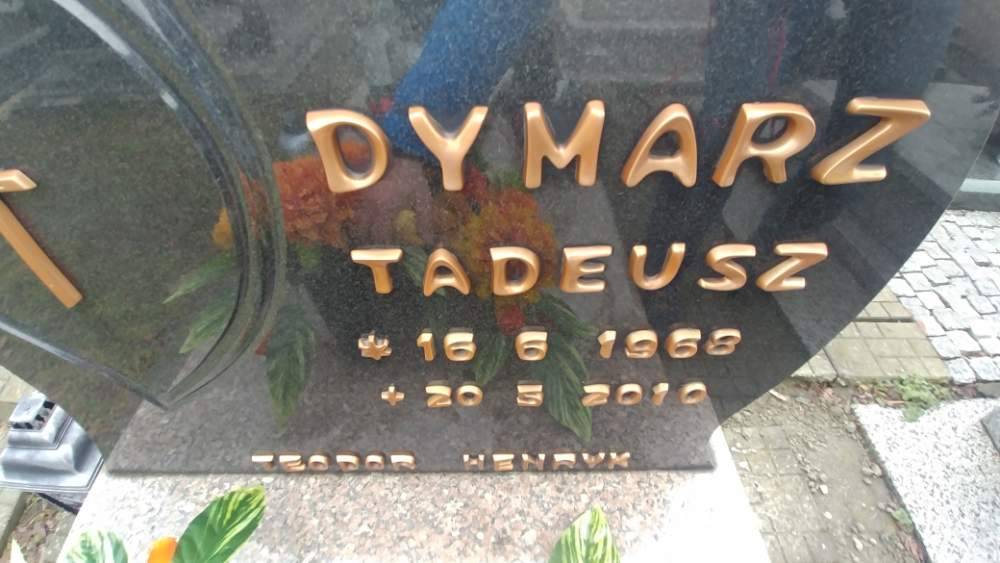 DYMARZ
TADEUSZ
* 16 6 1968
+ 20 5 2010
TEODOR HENRYK